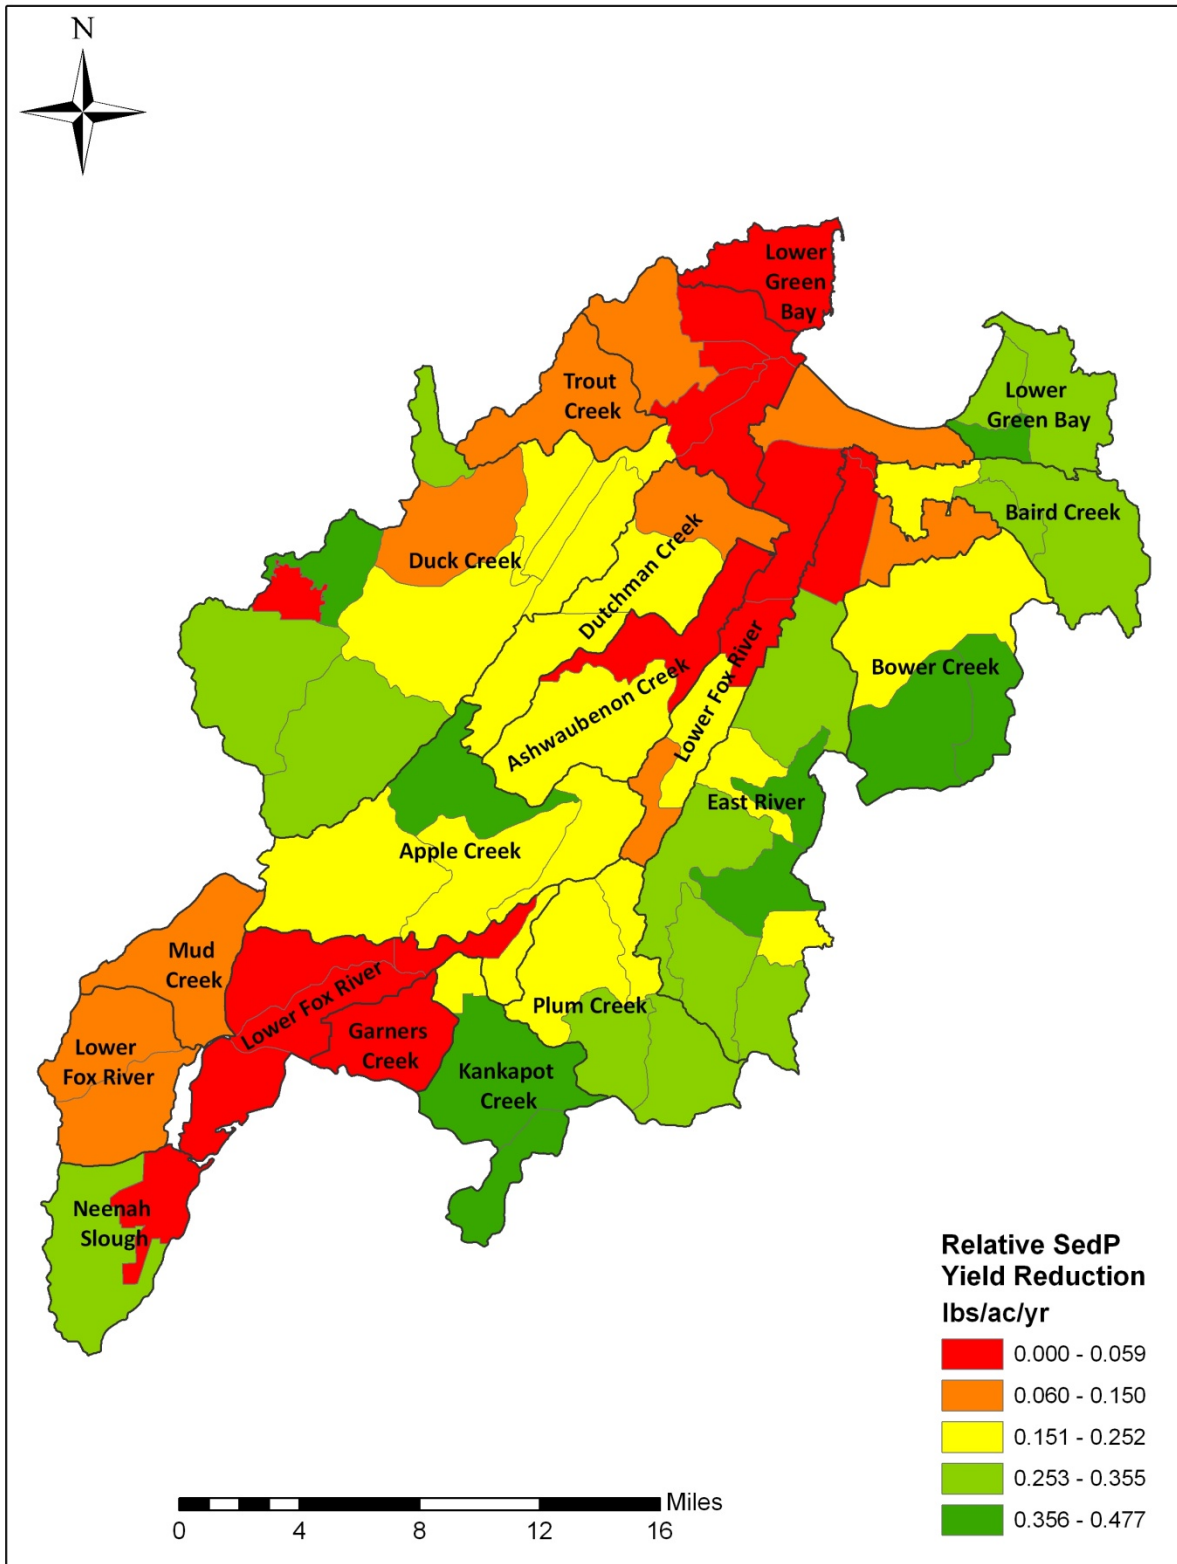 N
Lower
Green
Bay
Trout
Creek
Lower
Green Bay
Baird Creek
Duck Creek
Dutchman Creek
Bower Creek
Ashwaubenon Creek
Lower Fox River
East River
Apple Creek
Mud
Creek
Lower Fox River
Plum Creek
Garners
Creek
Lower
Fox River
Kankapot
Creek
Neenah
Slough
Relative SedP
Yield Reduction
lbs/ac/yr
0.000 - 0.059
0.060 - 0.150
0.151 - 0.252
0.253 - 0.355
0.356 - 0.477
Miles
0 4 8 12 16